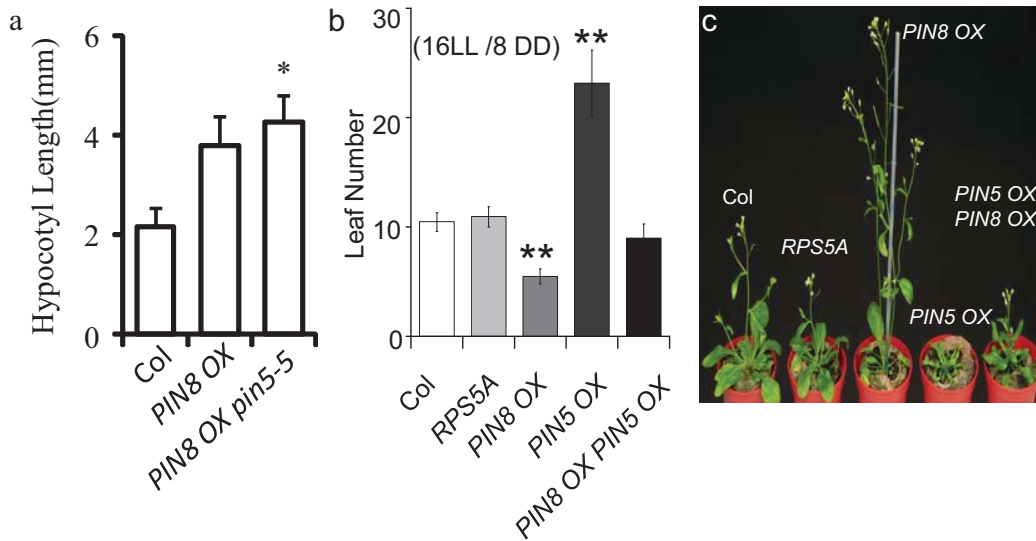 a
Hypocotyl Length(mm)
6
4
2
0
*
Col
PIN8 OX
PIN8 OX pin5-5
b
Leaf Number
30
20
10
0
(16LL /8 DD)
**
**
Col
RPS5A
PIN8 OX
PIN5 OX
PIN8 OX PIN5 OX
c
PIN8 OX
Col
RPS5A
PIN5 OX
PIN8 OX
PIN5 OX